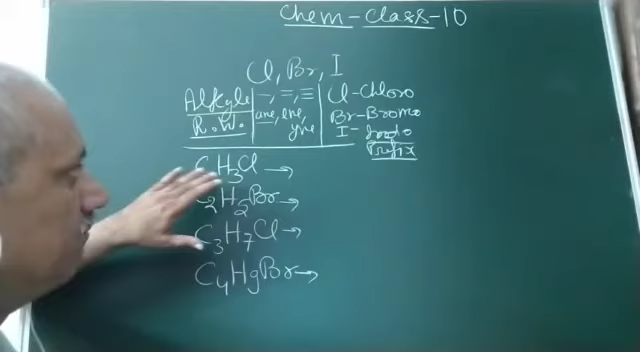 Chem-Class-10
Cl, Br, I
Alkyle
R.W.
-, =, ≡
ane, ene, yne
Cl-Chloro
Br-Bromo
I-Iodo
Prefix
CH3Cl →
C2H5Br →
C3H7Cl →
C4H9Br →